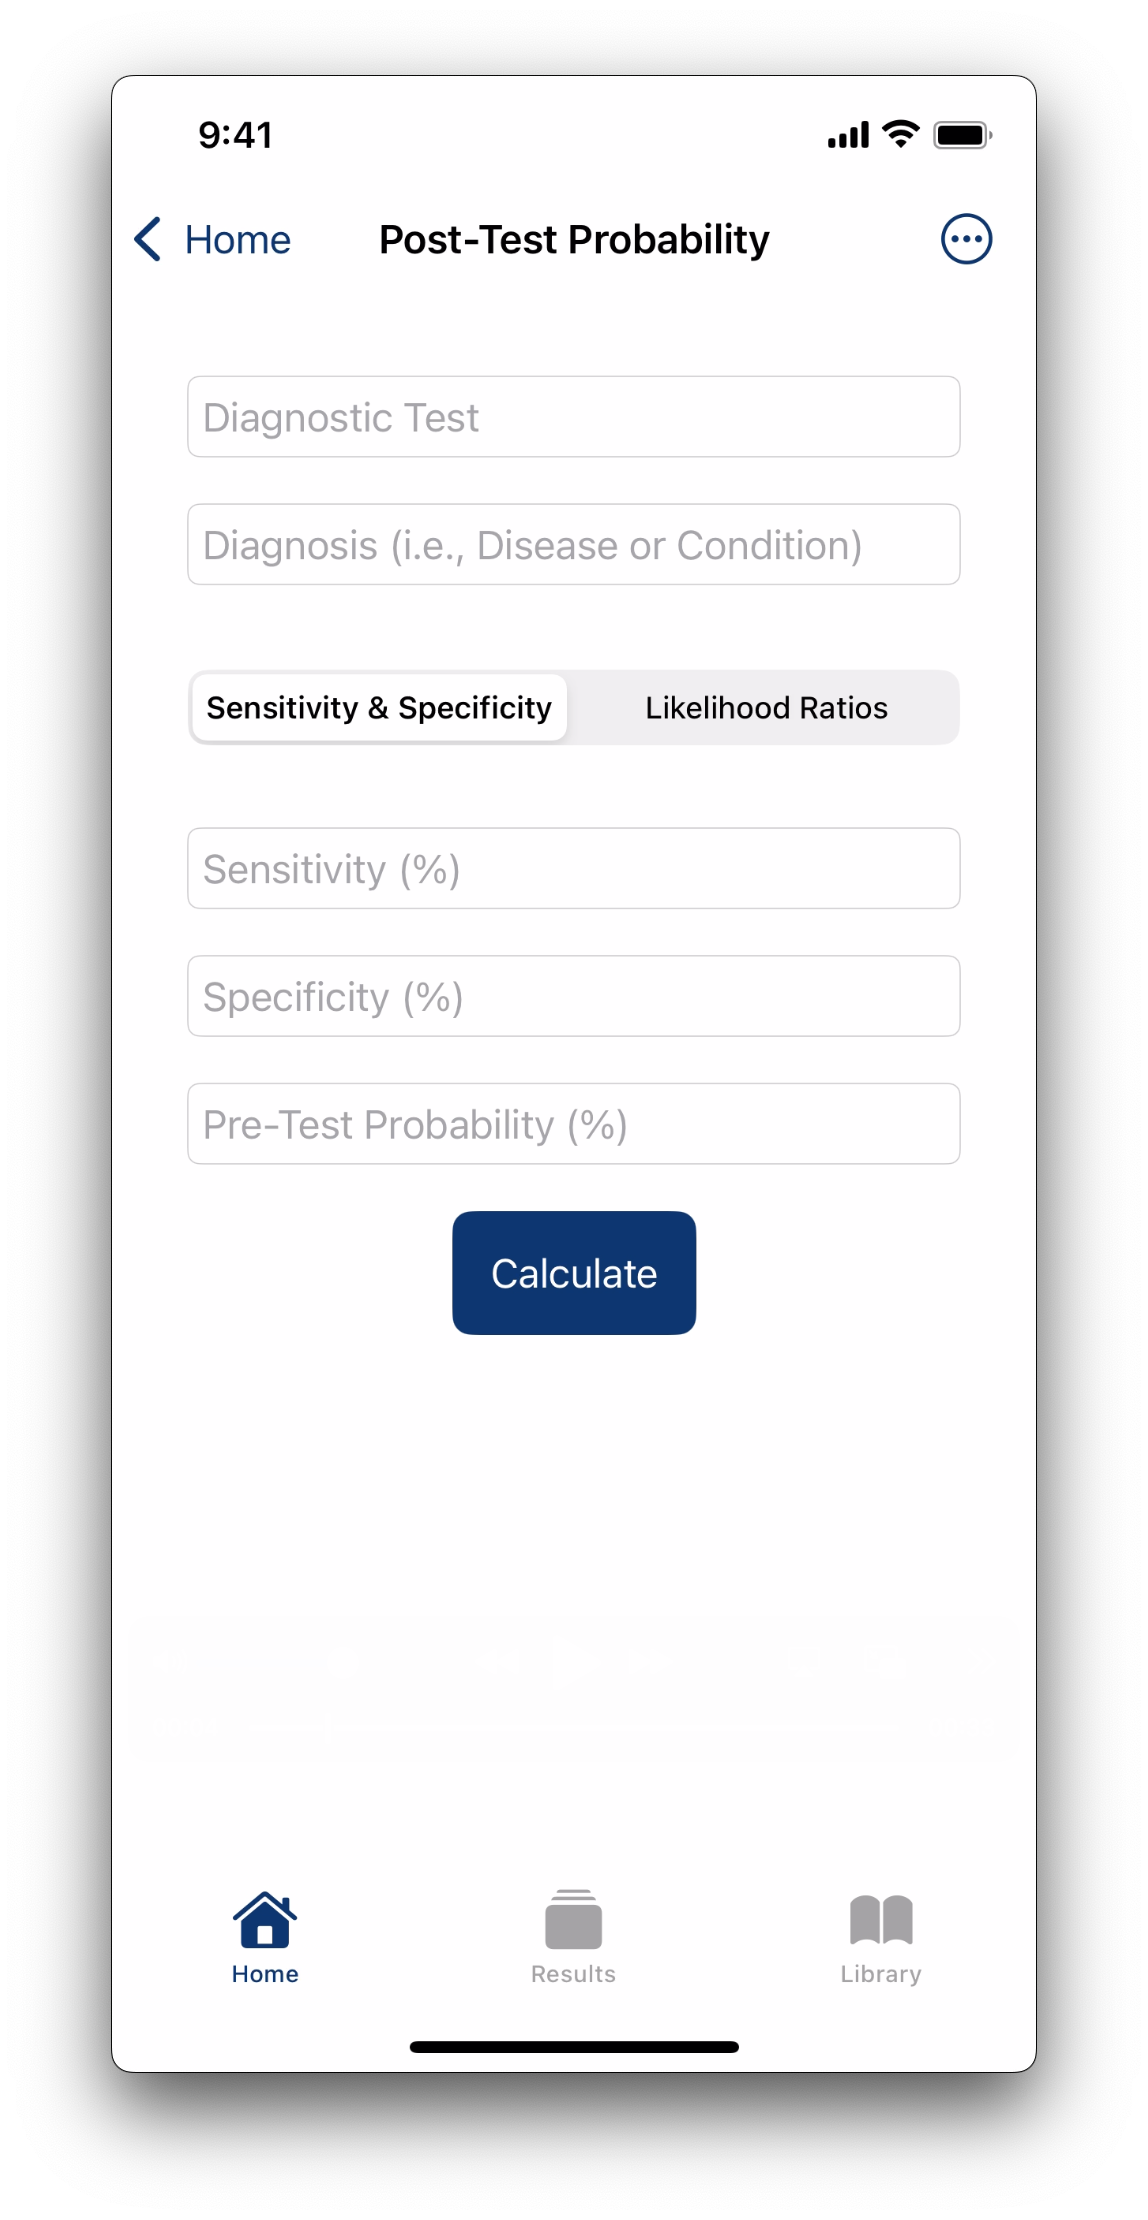 9:41
Home
Post-Test Probability
Diagnostic Test
Diagnosis (i.e., Disease or Condition)
Sensitivity & Specificity
Likelihood Ratios
Sensitivity (%)
Specificity (%)
Pre-Test Probability (%)
Calculate
Home
Results
Library